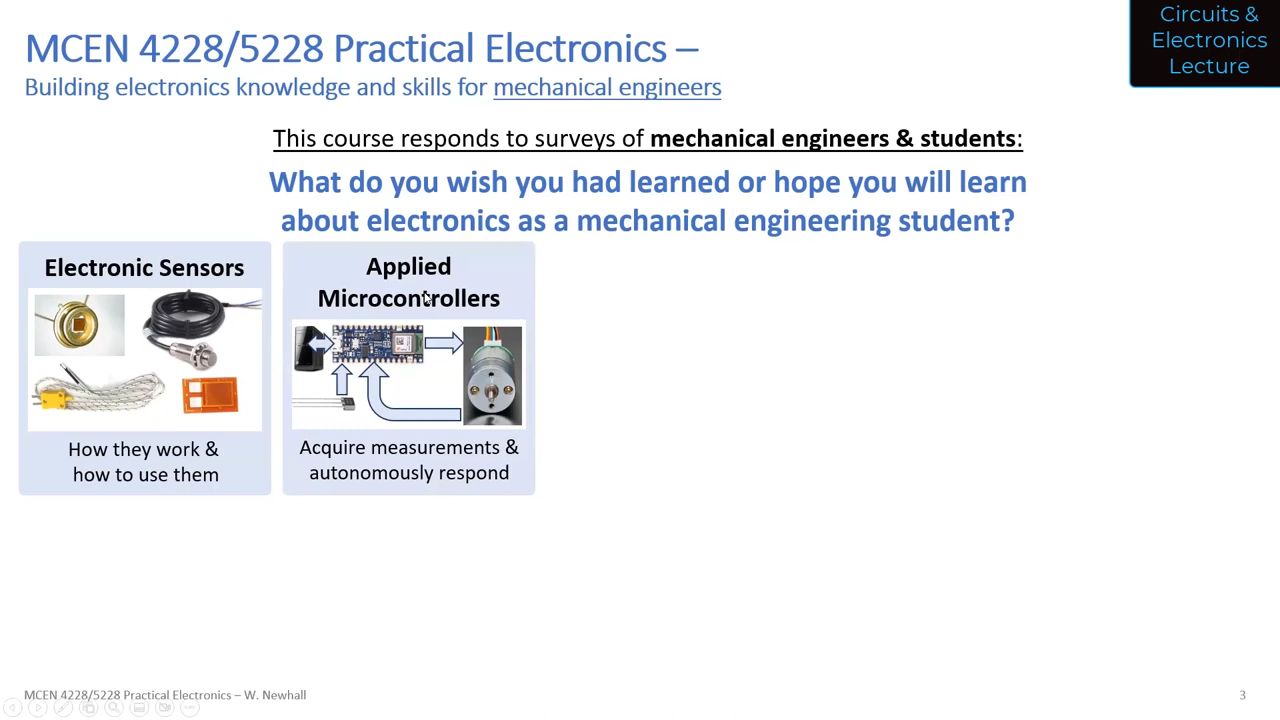 MCEN 4228/5228 Practical Electronics –
Building electronics knowledge and skills for mechanical engineers
Circuits &
Electronics
Lecture
This course responds to surveys of mechanical engineers & students:
What do you wish you had learned or hope you will learn
about electronics as a mechanical engineering student?
Electronic Sensors
How they work &
how to use them
Applied
Microcontrollers
Acquire measurements &
autonomously respond
MCEN 4228/5228 Practical Electronics – W. Newhall
3